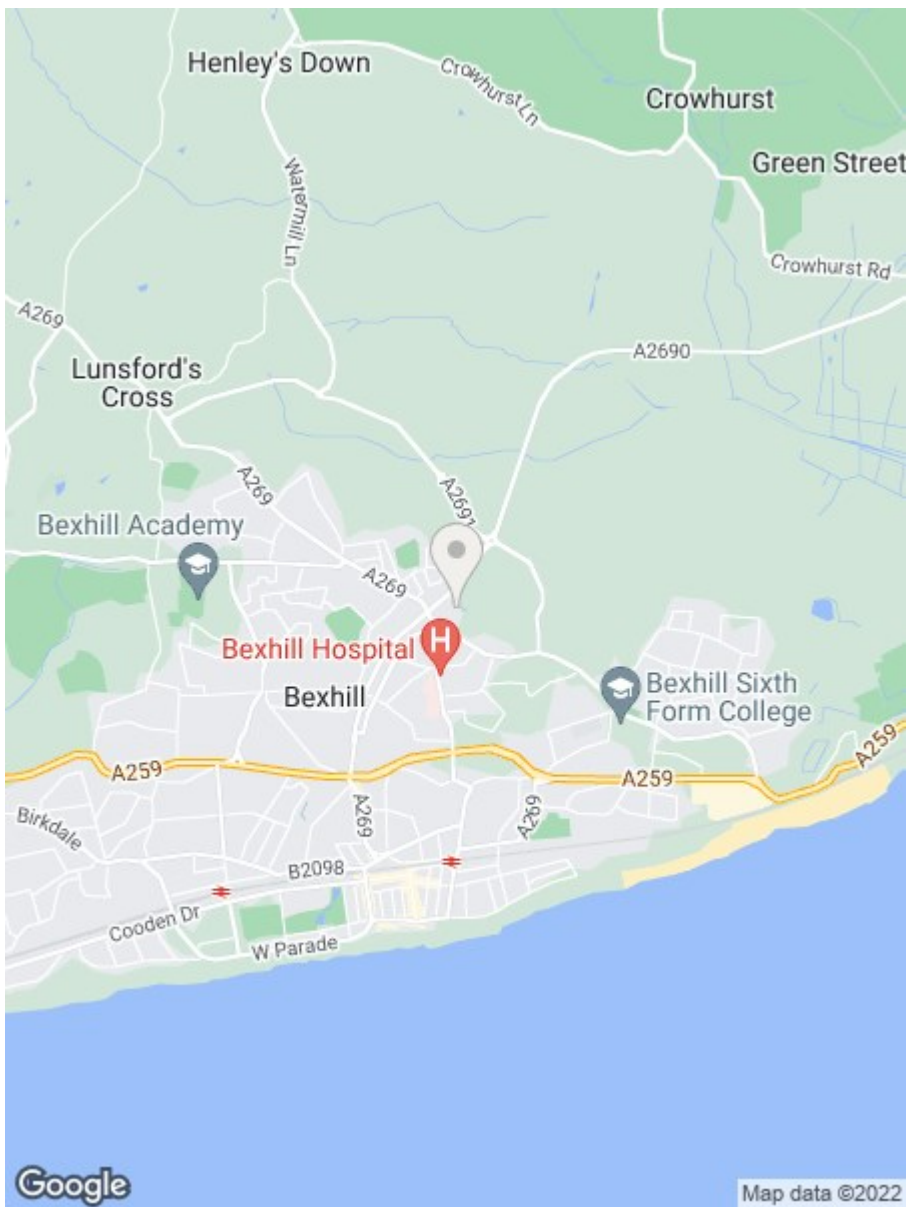 Henley's Down
Crowhurst Ln
Crowhurst
Green Street
Watermill Ln
Crowhurst Rd
A269
A2690
Lunsford's
Cross
A269
A2691
Bexhill Academy
A269
Bexhill Hospital
H
Bexhill
Bexhill Sixth
Form College
A259
A259
A259
Birkdale
A269
A269
B2098
Cooden Dr
W Parade
Google
Map data ©2022